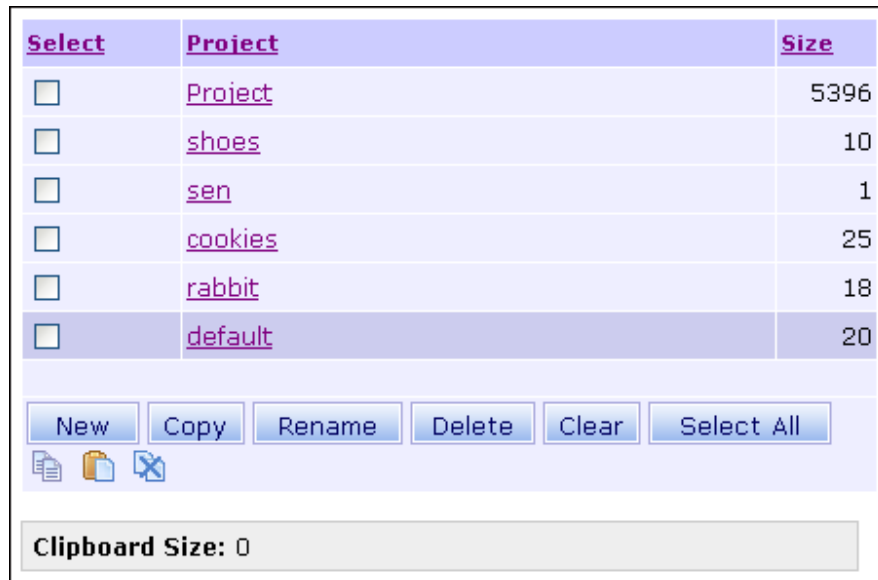 Select Project Size
Project 5396
shoes 10
sen 1
cookies 25
rabbit 18
default 20
New Copy Rename Delete Clear Select All
Clipboard Size: 0